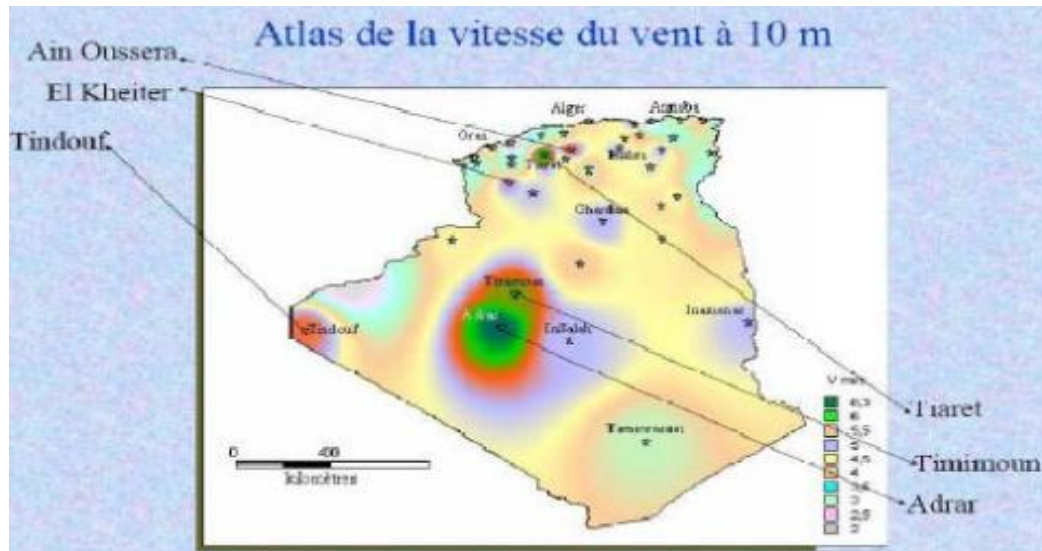 Atlas de la vitesse du vent à 10 m
Ain Oussera
El Kheiter
Tindouf
Alger
Annaba
Oran
Tiaret
Ghardaia
Timimoun
Adrar
InSalah
Inamenas
Tindouf
Tamanrasset
0 400
kilomètres
V m/s
6,3
6
5,5
5
4,5
4
3,5
3
2,5
2
Tiaret
Timimoun
Adrar